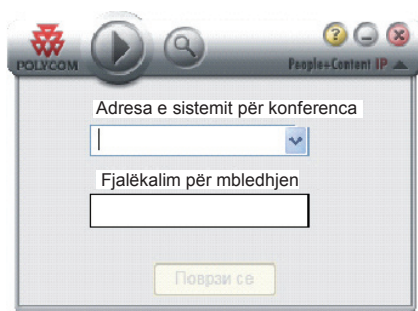 POLYCOM
People+Content IP
Adresa e sistemit për konferenca
Fjalëkalim për mbledhjen
Поврзи се